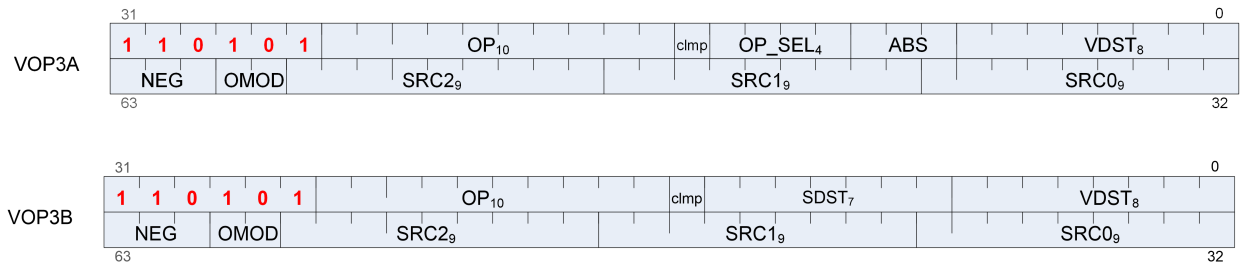 31 0
VOP3A
1 1 0 1 0 1 OP₁₀ clmp OP_SEL₄ ABS VDST₈
NEG OMOD SRC2₉ SRC1₉ SRC0₉
63 32
31 0
VOP3B
1 1 0 1 0 1 OP₁₀ clmp SDST₇ VDST₈
NEG OMOD SRC2₉ SRC1₉ SRC0₉
63 32